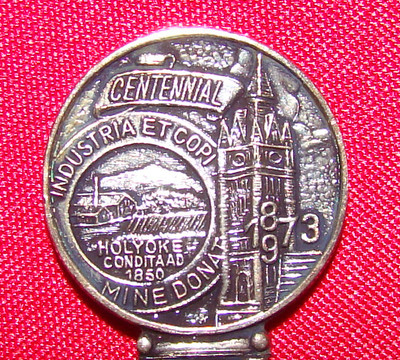 CENTENNIAL
INDUSTRIA ET COPI
MINE DONAT
HOLYOKE
CONDITAAD
1850
1873
1973